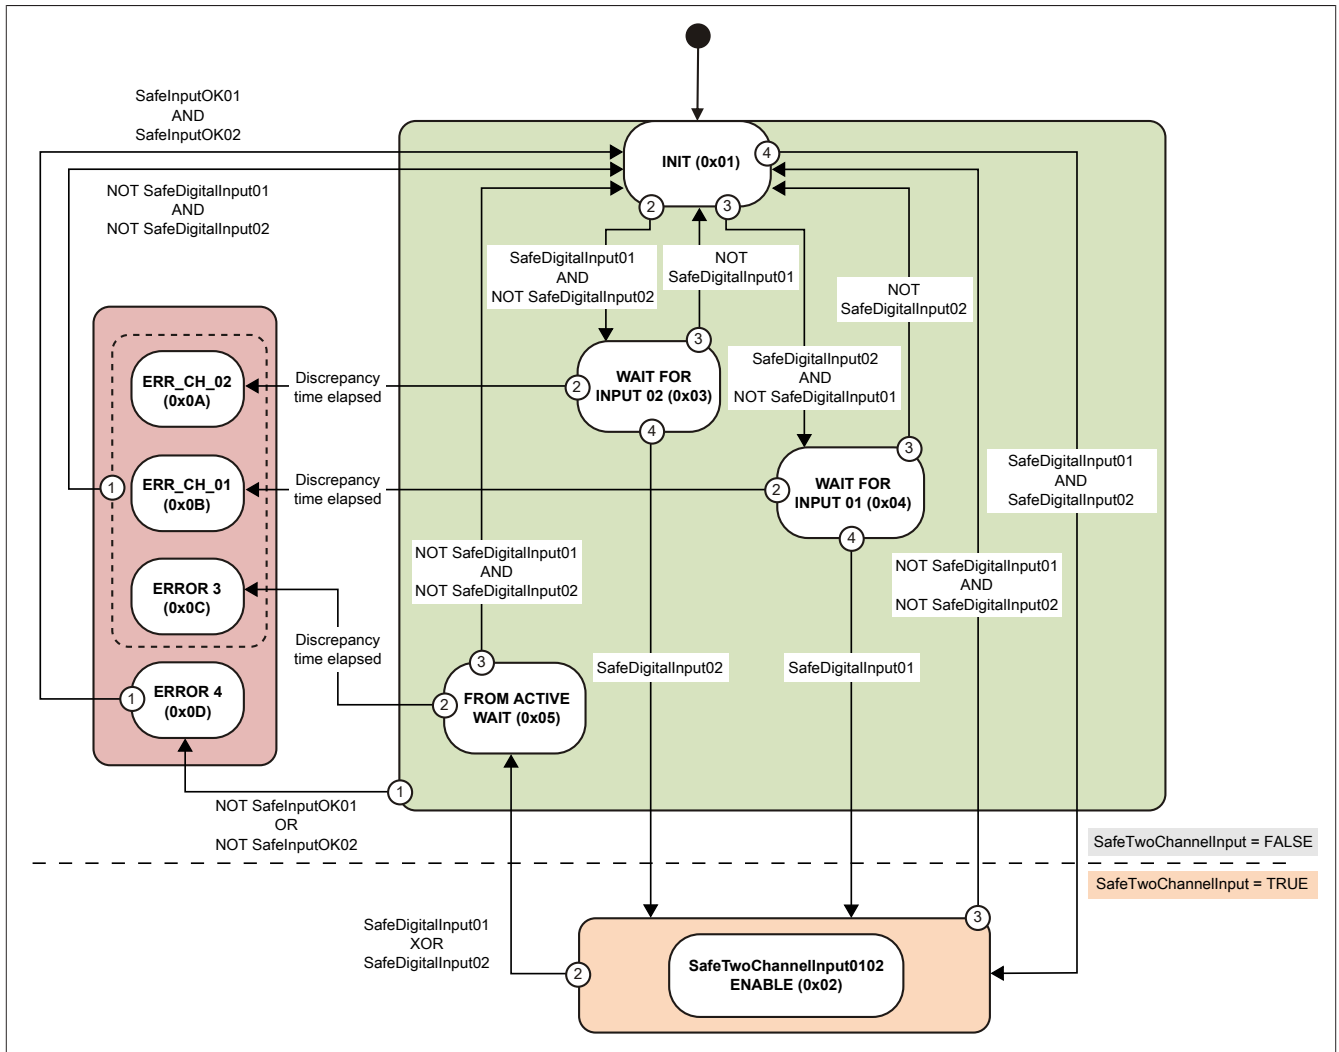 SafeInputOK01
AND
SafeInputOK02
NOT SafeDigitalInput01
AND
NOT SafeDigitalInput02
INIT (0x01)
4
2
3
SafeDigitalInput01
AND
NOT SafeDigitalInput02
NOT
SafeDigitalInput01
NOT
SafeDigitalInput02
3
WAIT FOR
INPUT 02 (0x03)
2
4
SafeDigitalInput02
AND
NOT SafeDigitalInput01
ERR_CH_02
(0x0A)
Discrepancy
time elapsed
3
WAIT FOR
INPUT 01 (0x04)
2
4
SafeDigitalInput01
AND
SafeDigitalInput02
1
ERR_CH_01
(0x0B)
Discrepancy
time elapsed
NOT SafeDigitalInput01
AND
NOT SafeDigitalInput02
NOT SafeDigitalInput01
AND
NOT SafeDigitalInput02
ERROR 3
(0x0C)
Discrepancy
time elapsed
3
SafeDigitalInput02
SafeDigitalInput01
1
ERROR 4
(0x0D)
2
FROM ACTIVE
WAIT (0x05)
1
NOT SafeInputOK01
OR
NOT SafeInputOK02
SafeTwoChannelInput = FALSE
SafeTwoChannelInput = TRUE
SafeDigitalInput01
XOR
SafeDigitalInput02
3
2
SafeTwoChannelInput0102
ENABLE (0x02)